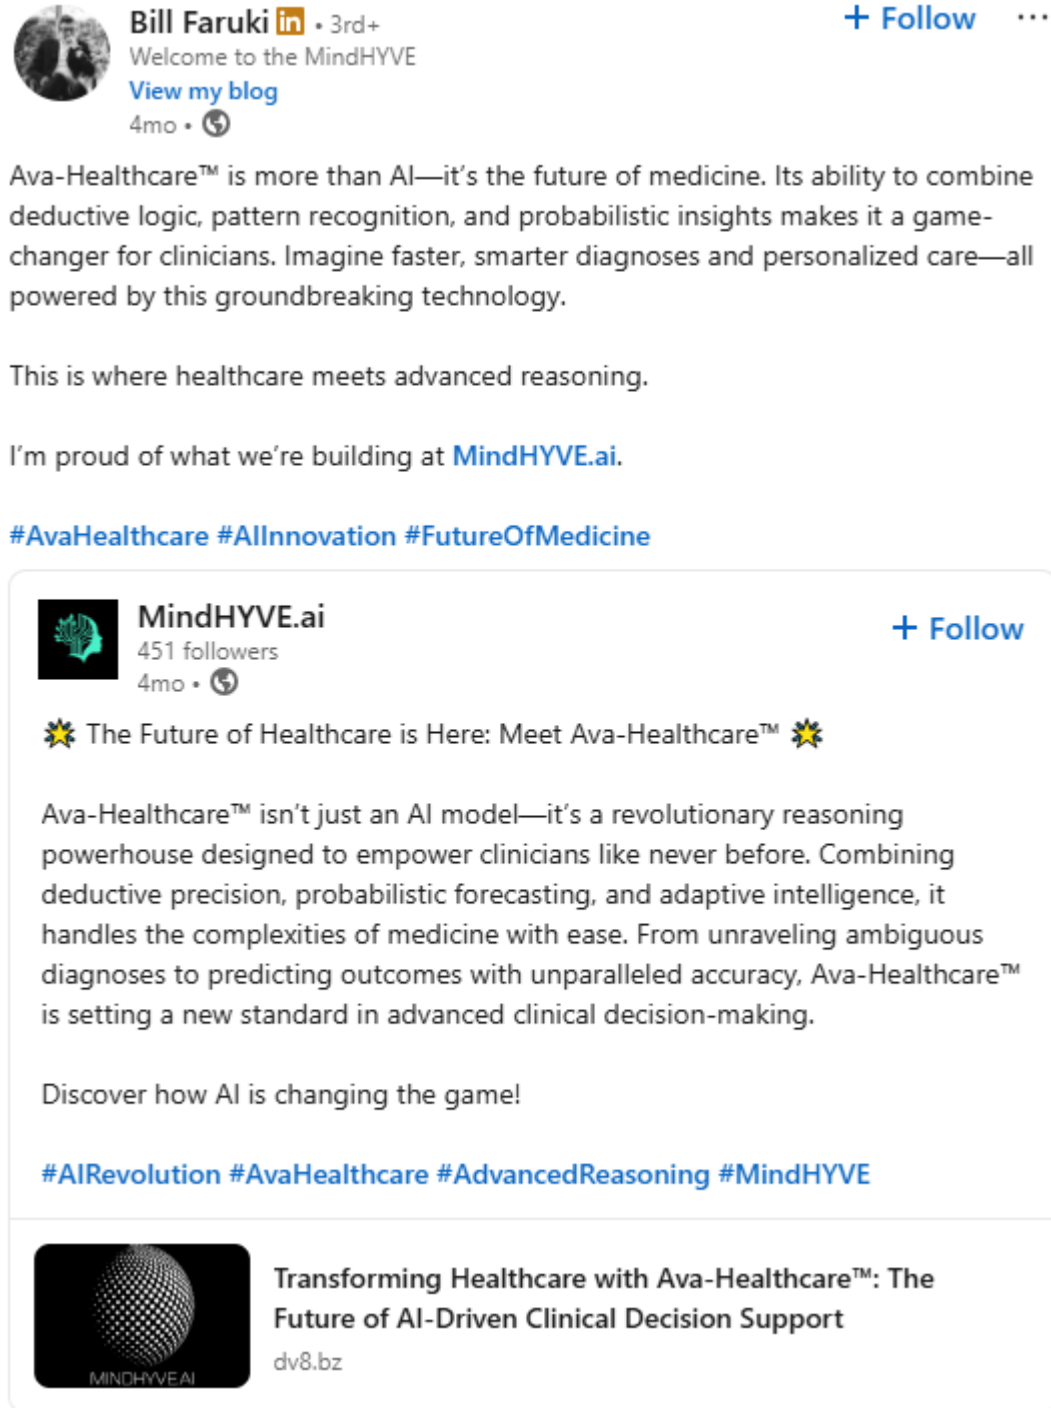 Bill Faruki in • 3rd+
+ Follow ...
Welcome to the MindHYVE
View my blog
4mo •
Ava-Healthcare™ is more than AI—it's the future of medicine. Its ability to combine
deductive logic, pattern recognition, and probabilistic insights makes it a game-
changer for clinicians. Imagine faster, smarter diagnoses and personalized care—all
powered by this groundbreaking technology.
This is where healthcare meets advanced reasoning.
I'm proud of what we're building at MindHYVE.ai.
#AvaHealthcare #AIInnovation #FutureOfMedicine
MindHYVE.ai
+ Follow
451 followers
4mo •
🌟 The Future of Healthcare is Here: Meet Ava-Healthcare™ 🌟
Ava-Healthcare™ isn't just an AI model—it's a revolutionary reasoning
powerhouse designed to empower clinicians like never before. Combining
deductive precision, probabilistic forecasting, and adaptive intelligence, it
handles the complexities of medicine with ease. From unraveling ambiguous
diagnoses to predicting outcomes with unparalleled accuracy, Ava-Healthcare™
is setting a new standard in advanced clinical decision-making.
Discover how AI is changing the game!
#AIRevolution #AvaHealthcare #AdvancedReasoning #MindHYVE
Transforming Healthcare with Ava-Healthcare™: The
Future of AI-Driven Clinical Decision Support
dv8.bz
MINDHYVEAI